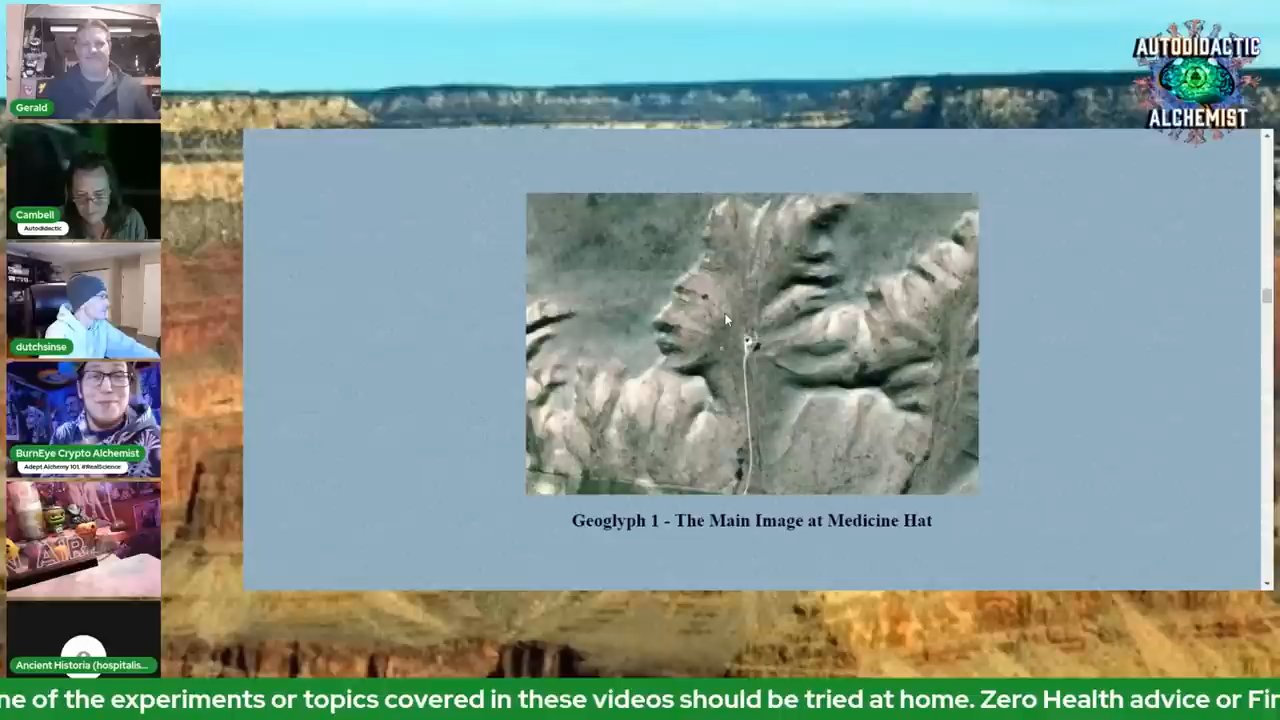 AUTODIDACTIC
ALCHEMIST
Gerald
Cambell
Autodidactic
dutchsinse
BurnEye Crypto Alchemist
Adept Alchemy 101, #RealScience
N AIR
Ancient Historia (hospitalis...
Geoglyph 1 - The Main Image at Medicine Hat
ne of the experiments or topics covered in these videos should be tried at home. Zero Health advice or Fi